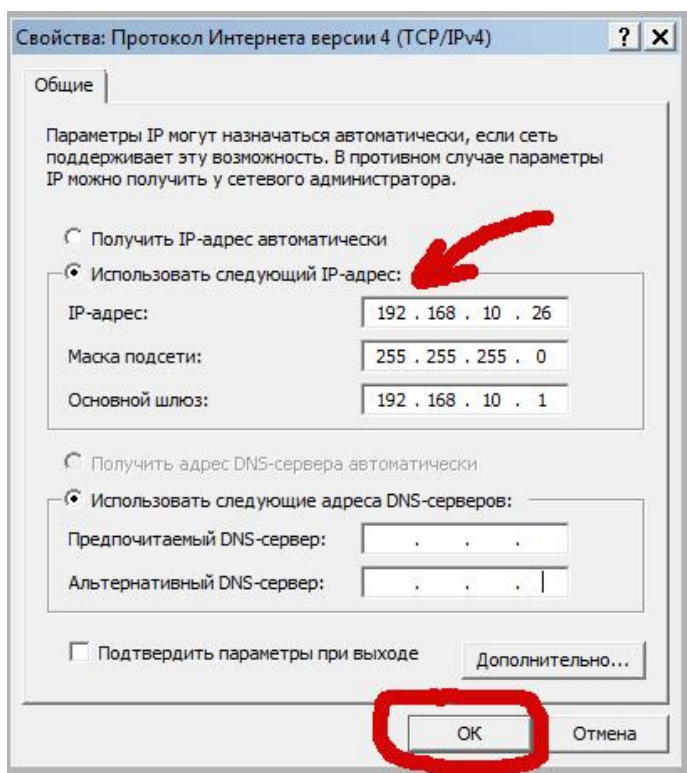 Свойства: Протокол Интернета версии 4 (TCP/IPv4)
Общие
Параметры IP могут назначаться автоматически, если сеть
поддерживает эту возможность. В противном случае параметры
IP можно получить у сетевого администратора.
Получить IP-адрес автоматически
Использовать следующий IP-адрес:
IP-адрес: 192 . 168 . 10 . 26
Маска подсети: 255 . 255 . 255 . 0
Основной шлюз: 192 . 168 . 10 . 1
Получить адрес DNS-сервера автоматически
Использовать следующие адреса DNS-серверов:
Предпочитаемый DNS-сервер: . . .
Альтернативный DNS-сервер: . . .
Подтвердить параметры при выходе
Дополнительно...
ОК Отмена